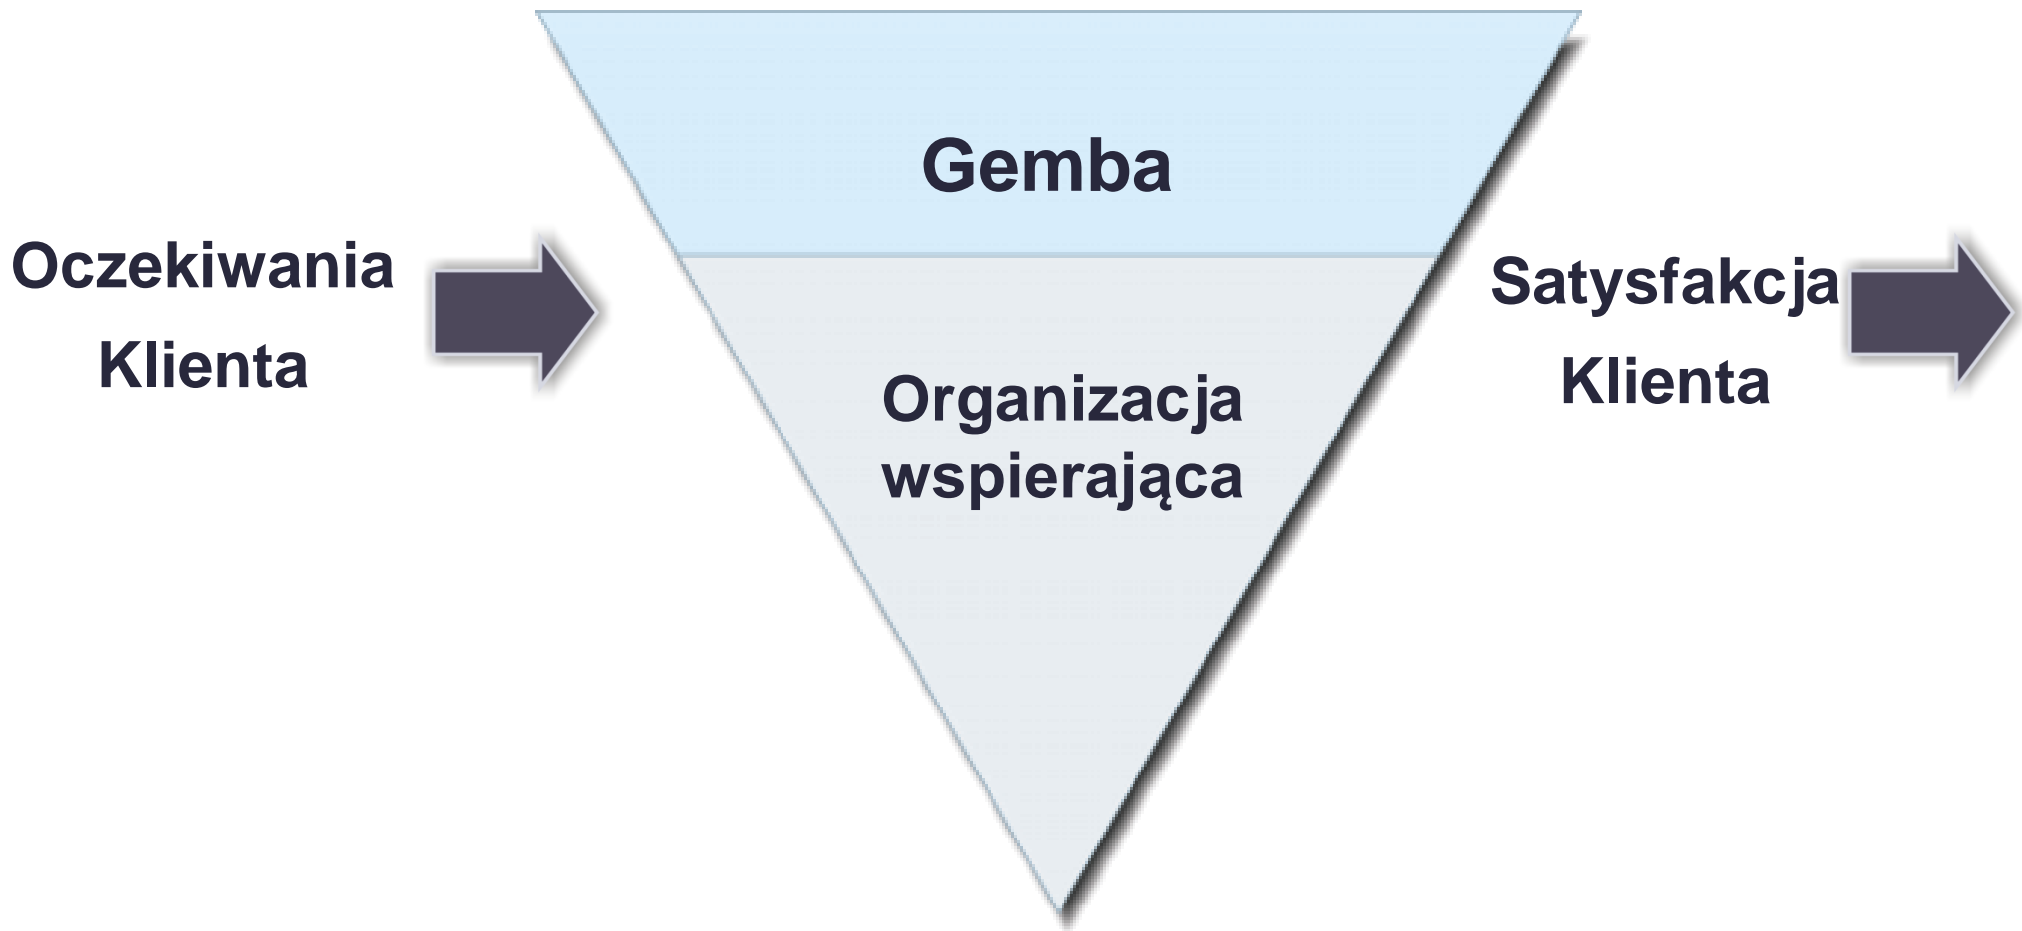 Gemba
Oczekiwania
Klienta
Organizacja
wspierająca
Satysfakcja
Klienta